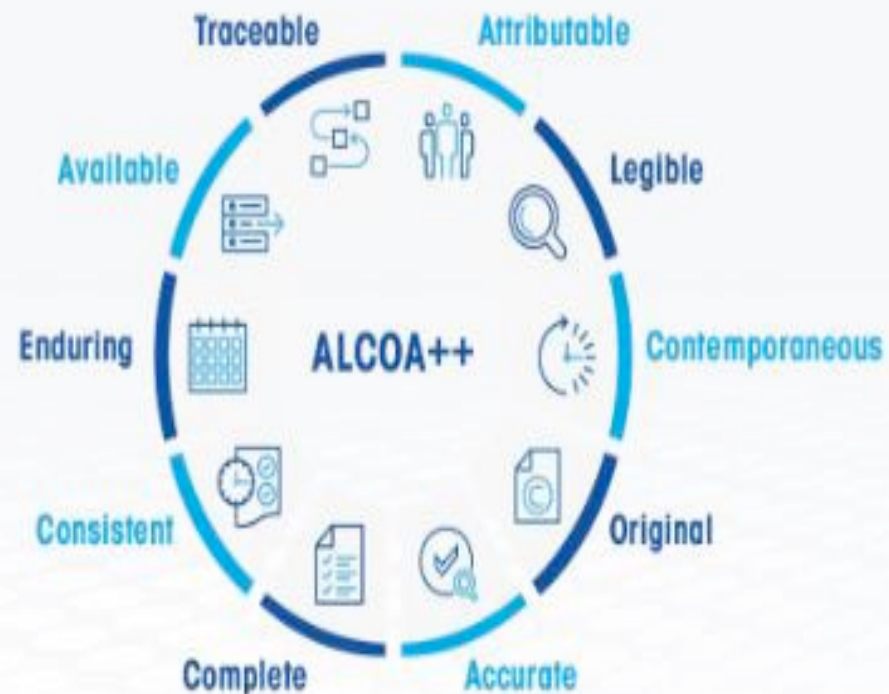 Traceable
Attributable
Available
Legible
Enduring
ALCOA++
Contemporaneous
Consistent
Original
Complete
Accurate